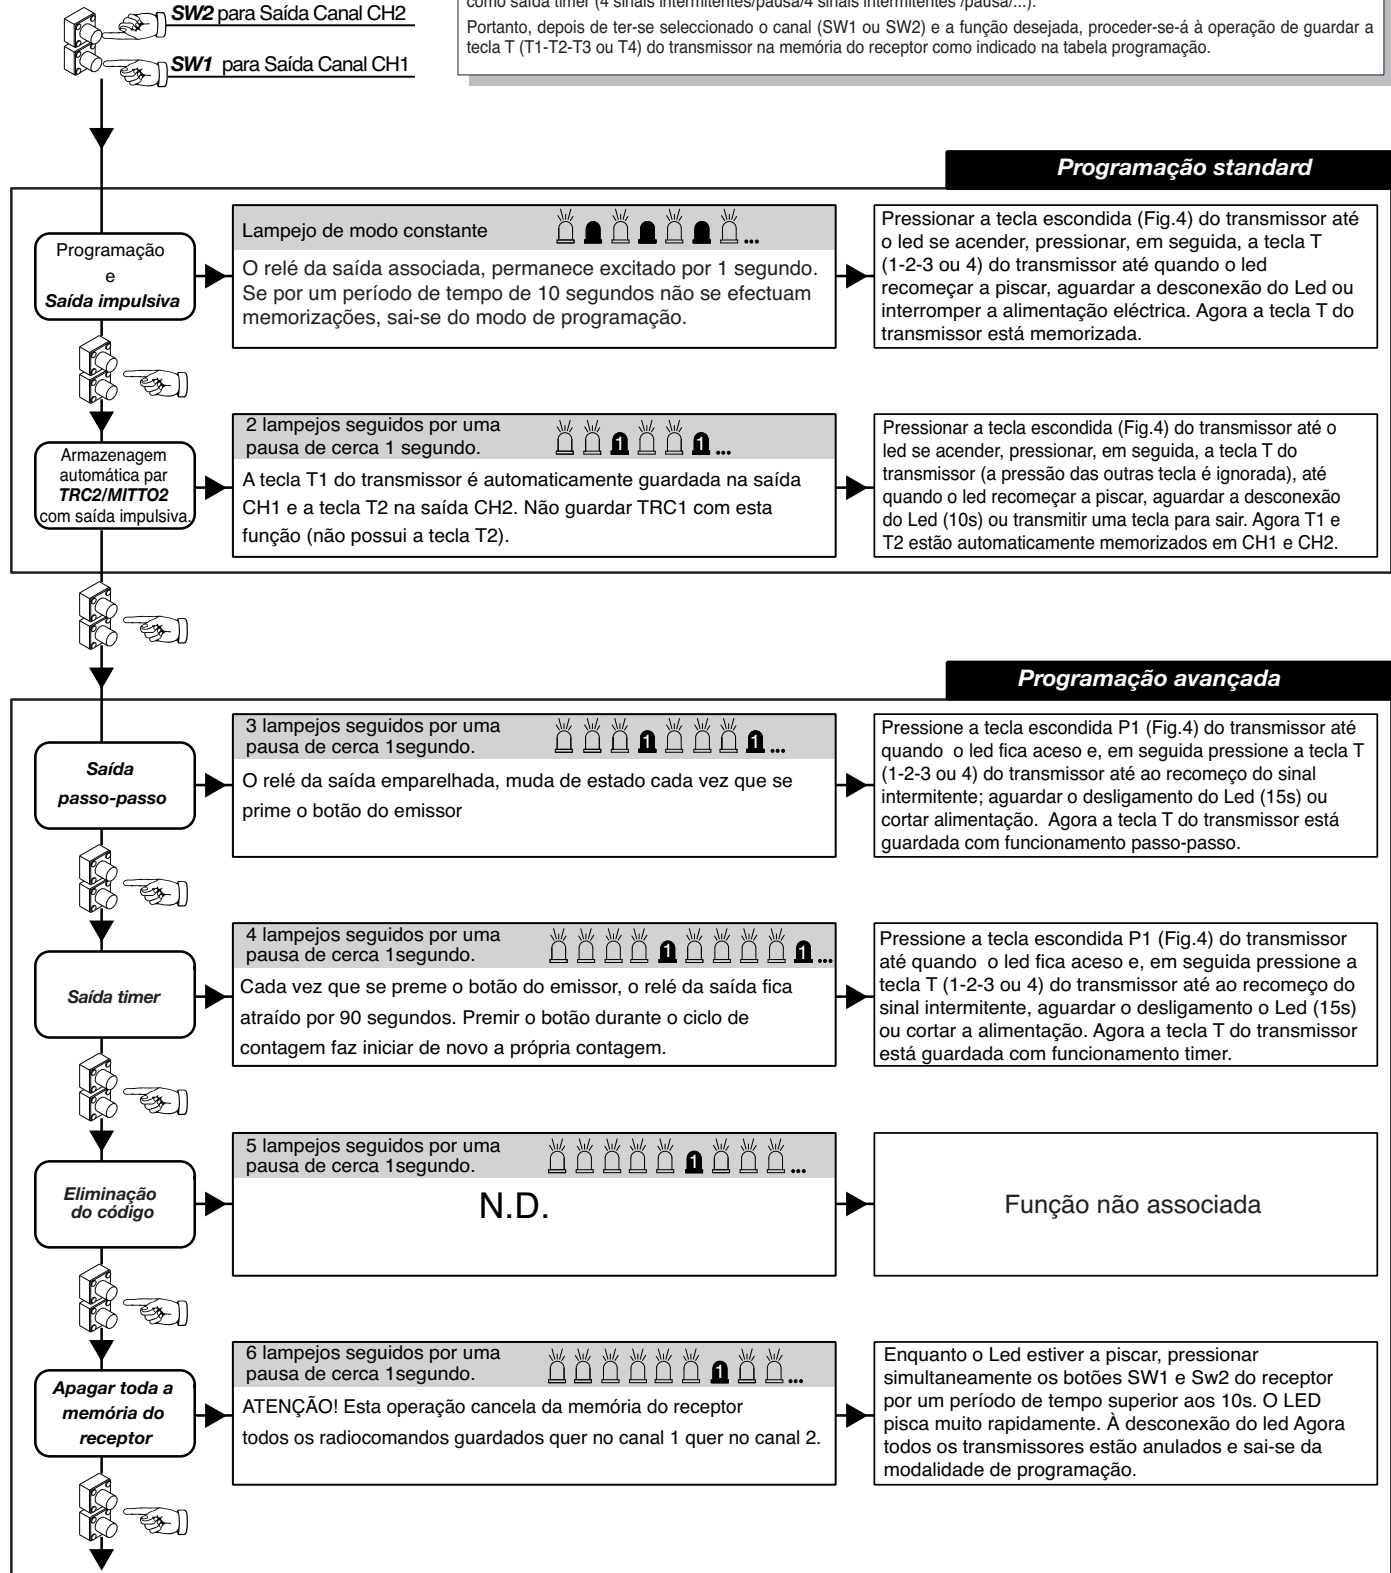 SW2 para Saída Canal CH2
SW1 para Saída Canal CH1
como saída timer (4 sinais intermitentes/pausa/4 sinais intermitentes /pausa/...).
Portanto, depois de ter-se seleccionado o canal (SW1 ou SW2) e a função desejada, proceder-se-á à operação de guardar a
tecla T (T1-T2-T3 ou T4) do transmissor na memória do receptor como indicado na tabela programação.
Programação standard
Programação
e
Saída impulsiva
Lampejo de modo constante
...
O relé da saída associada, permanece excitado por 1 segundo.
Se por um período de tempo de 10 segundos não se efectuam
memorizações, sai-se do modo de programação.
Pressionar a tecla escondida (Fig.4) do transmissor até
o led se acender, pressionar, em seguida, a tecla T
(1-2-3 ou 4) do transmissor até quando o led
recomeçar a piscar, aguardar a desconexão do Led ou
interromper a alimentação eléctrica. Agora a tecla T do
transmissor está memorizada.
Armazenagem
automática par
TRC2/MITTO2
com saída impulsiva.
2 lampejos seguidos por uma
pausa de cerca 1 segundo.
1 1 ...
A tecla T1 do transmissor é automaticamente guardada na saída
CH1 e a tecla T2 na saída CH2. Não guardar TRC1 com esta
função (não possui a tecla T2).
Pressionar a tecla escondida (Fig.4) do transmissor até o
led se acender, pressionar, em seguida, a tecla T do
transmissor (a pressão das outras tecla é ignorada), até
quando o led recomeçar a piscar, aguardar a desconexão
do Led (10s) ou transmitir uma tecla para sair. Agora T1 e
T2 estão automaticamente memorizados em CH1 e CH2.
Programação avançada
Saída
passo-passo
3 lampejos seguidos por uma
pausa de cerca 1segundo.
1 1 ...
O relé da saída emparelhada, muda de estado cada vez que se
prime o botão do emissor
Pressione a tecla escondida P1 (Fig.4) do transmissor até
quando o led fica aceso e, em seguida pressione a tecla T
(1-2-3 ou 4) do transmissor até ao recomeço do sinal
intermitente; aguardar o desligamento do Led (15s) ou
cortar alimentação. Agora a tecla T do transmissor está
guardada com funcionamento passo-passo.
Saída timer
4 lampejos seguidos por uma
pausa de cerca 1segundo.
1 1 ...
Cada vez que se preme o botão do emissor, o relé da saída fica
atraído por 90 segundos. Premir o botão durante o ciclo de
contagem faz iniciar de novo a própria contagem.
Pressione a tecla escondida P1 (Fig.4) do transmissor
até quando o led fica aceso e, em seguida pressione a
tecla T (1-2-3 ou 4) do transmissor até ao recomeço do
sinal intermitente, aguardar o desligamento o Led (15s)
ou cortar a alimentação. Agora a tecla T do transmissor
está guardada com funcionamento timer.
Eliminação
do código
5 lampejos seguidos por uma
pausa de cerca 1segundo.
1 ...
N.D.
Função não associada
Apagar toda a
memória do
receptor
6 lampejos seguidos por uma
pausa de cerca 1segundo.
1 ...
ATENÇÃO! Esta operação cancela da memória do receptor
todos os radiocomandos guardados quer no canal 1 quer no canal 2.
Enquanto o Led estiver a piscar, pressionar
simultaneamente os botões SW1 e Sw2 do receptor
por um período de tempo superior aos 10s. O LED
pisca muito rapidamente. À desconexão do led Agora
todos os transmissores estão anulados e sai-se da
modalidade de programação.